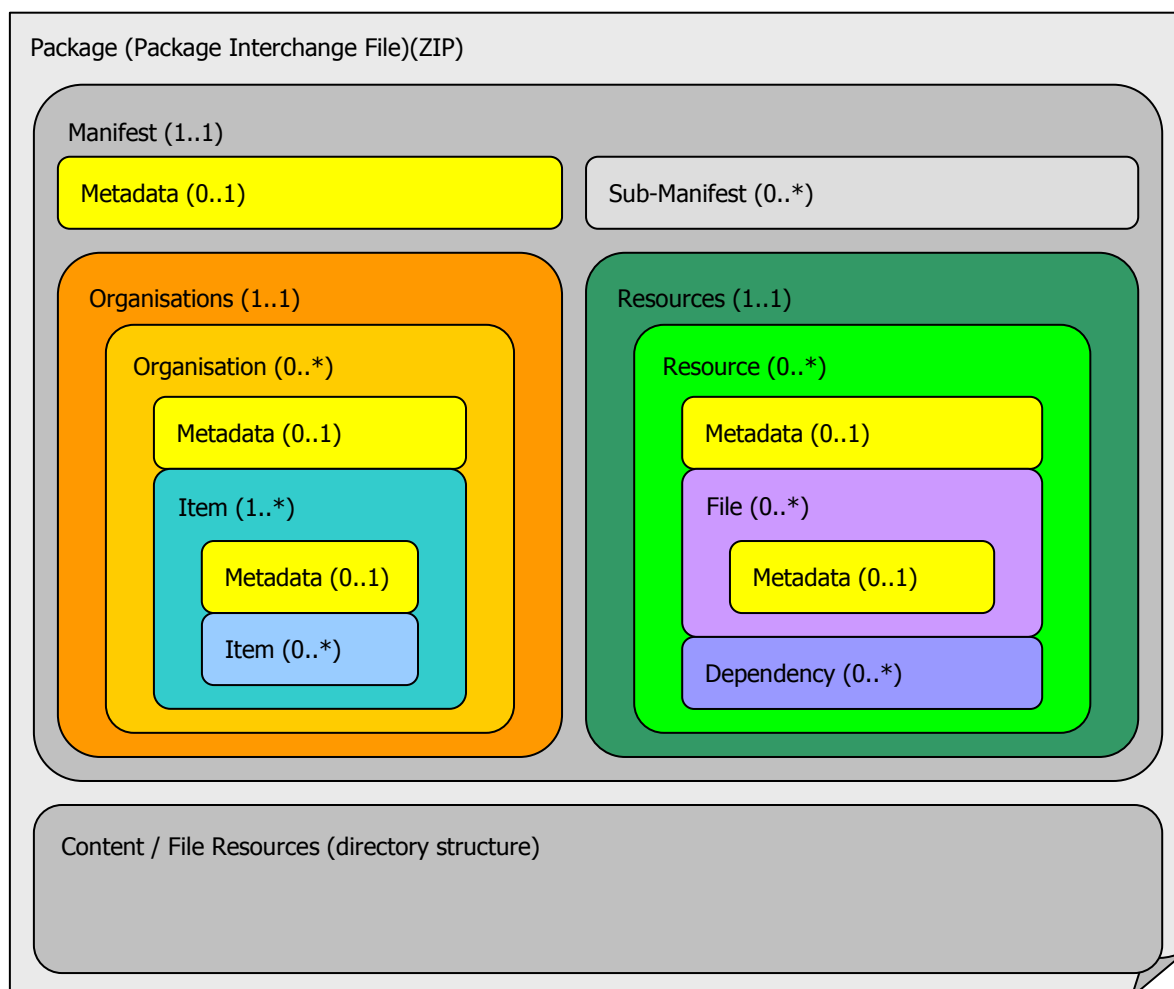 Package (Package Interchange File)(ZIP)
Manifest (1..1)
Metadata (0..1)
Sub-Manifest (0..*)
Organisations (1..1)
Organisation (0..*)
Metadata (0..1)
Item (1..*)
Metadata (0..1)
Item (0..*)
Resources (1..1)
Resource (0..*)
Metadata (0..1)
File (0..*)
Metadata (0..1)
Dependency (0..*)
Content / File Resources (directory structure)